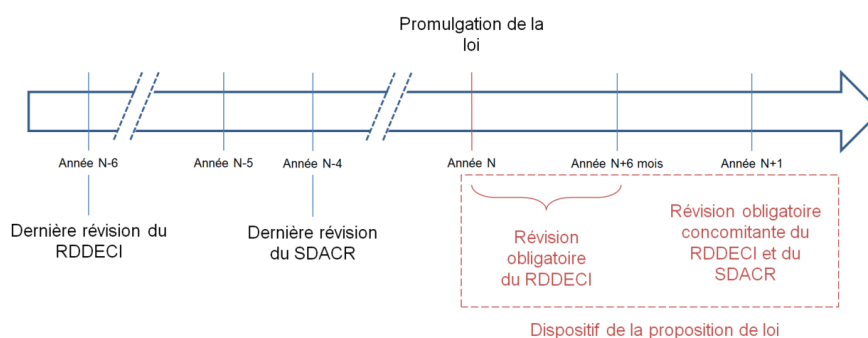 Promulgation de la
loi
Année N-6
Année N-5
Année N-4
Année N
Année N+6 mois
Année N+1
Dernière révision du
RDDECI
Dernière révision
du SDACR
Révision
obligatoire
du RDDECI
Révision obligatoire
concomitante du
RDDECI et du
SDACR
Dispositif de la proposition de loi